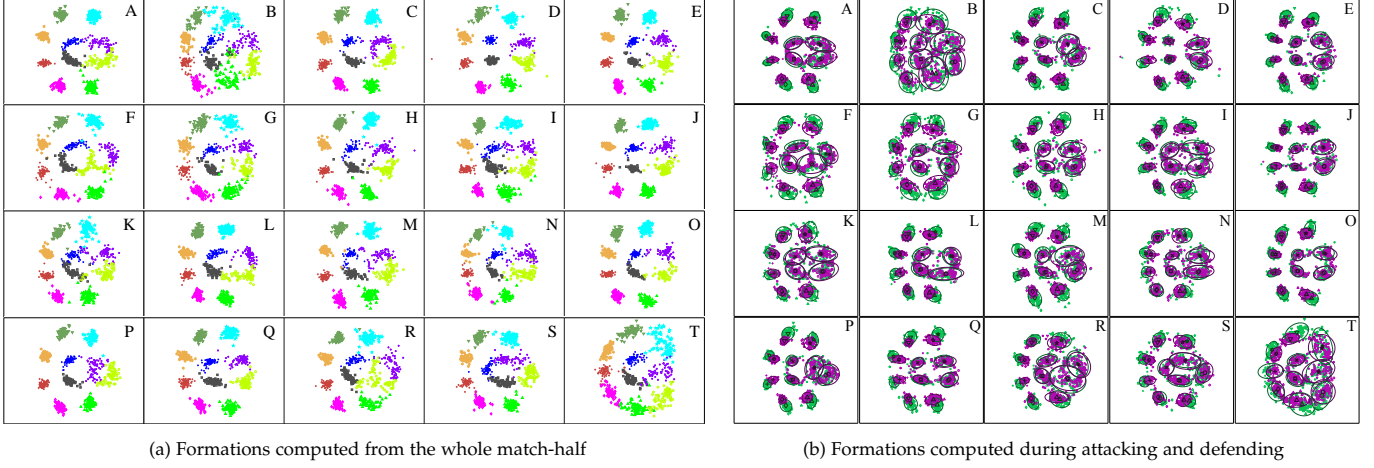 A B C D E
F G H I J
K L M N O
P Q R S T
(a) Formations computed from the whole match-half
A B C D E
F G H I J
K L M N O
P Q R S T
(b) Formations computed during attacking and defending